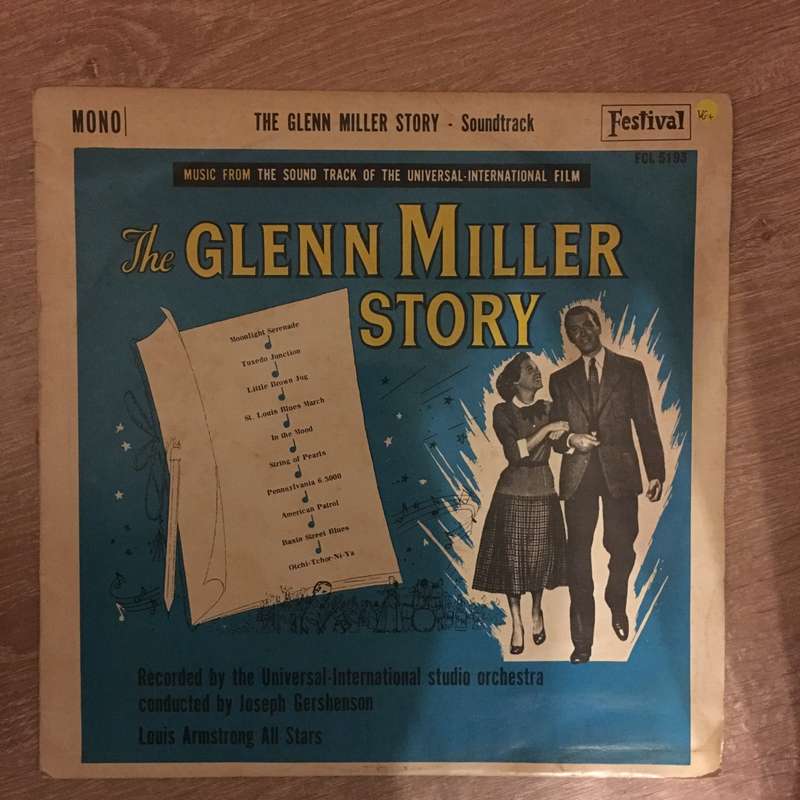 MONO
THE GLENN MILLER STORY - Soundtrack
Festival
VG+
FCL 5193
MUSIC FROM THE SOUND TRACK OF THE UNIVERSAL-INTERNATIONAL FILM
The GLENN MILLER
STORY
Moonlight Serenade
Tuxedo Junction
Little Brown Jug
St. Louis Blues March
In the Mood
String of Pearls
Pennsylvania 6.5000
American Patrol
Basin Street Blues
Otchi-Tchor-Ni-Ya
Recorded by the Universal-International studio orchestra
conducted by Joseph Gershenson
Louis Armstrong All Stars